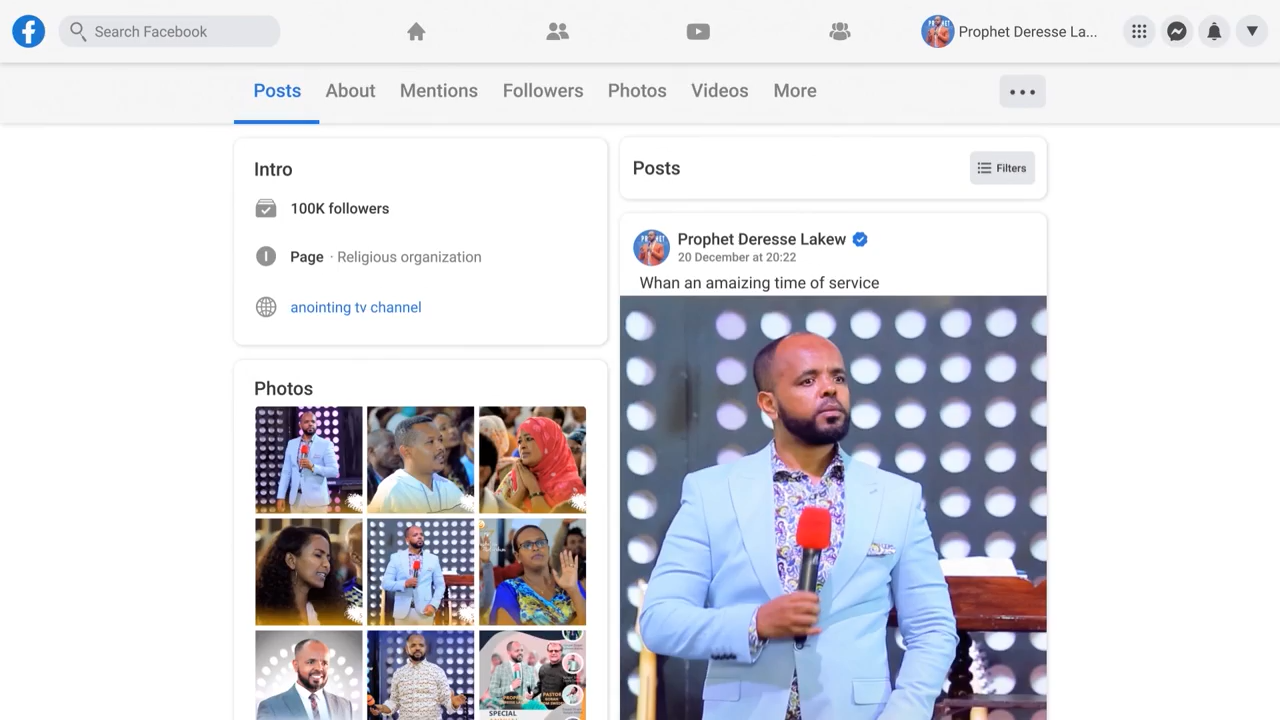 Search Facebook
Prophet Deresse La...
Posts
About
Mentions
Followers
Photos
Videos
More
Intro
100K followers
Page · Religious organization
anointing tv channel
Photos
PASTOR
SPECIAL
Posts
Filters
Prophet Deresse Lakew
20 December at 20:22
Whan an amaizing time of service